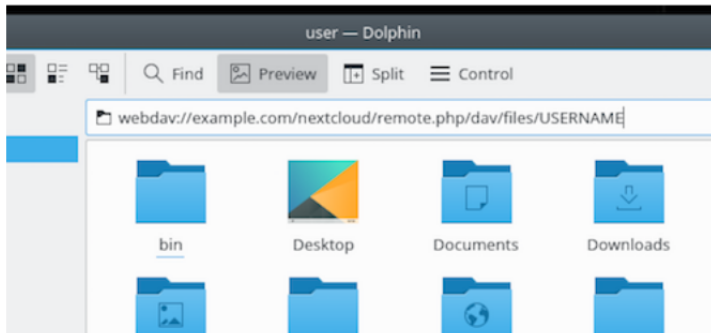 user — Dolphin
Find Preview Split Control
webdav://example.com/nextcloud/remote.php/dav/files/USERNAME
bin Desktop Documents Downloads